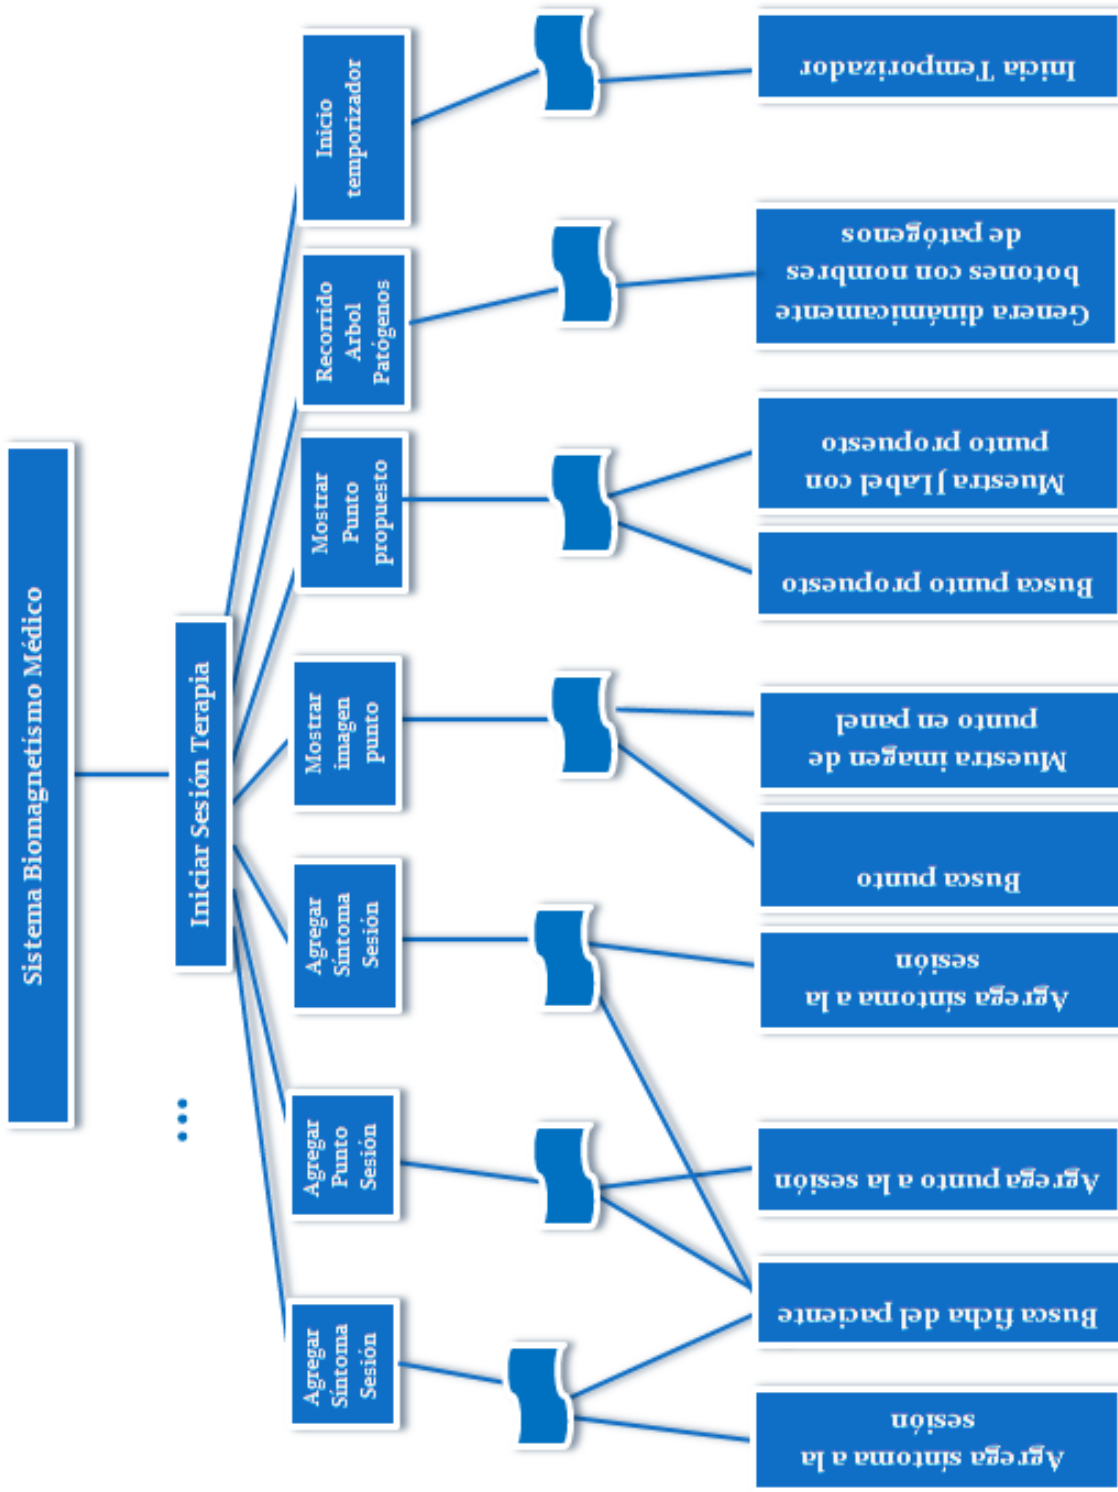 Sistema Biomagnetismo Médico
Iniciar Sesión Terapia
...
Agregar
Síntoma
Sesión
Agregar
Punto
Sesión
Agregar
Síntoma
Sesión
Mostrar
imagen
punto
Mostrar
Punto
propuesto
Recorrido
Arbol
Patógenos
Inicio
temporizador
Agrega síntoma a la
sesión
Busca ficha del paciente
Agrega punto a la sesión
Agrega síntoma a la
sesión
Busca punto
Muestra imagen de
punto en panel
Busca punto propuesto
Muestra JLabel con
punto propuesto
Genera dinámicamente
botones con nombres
de patógenos
Inicia Temporizador